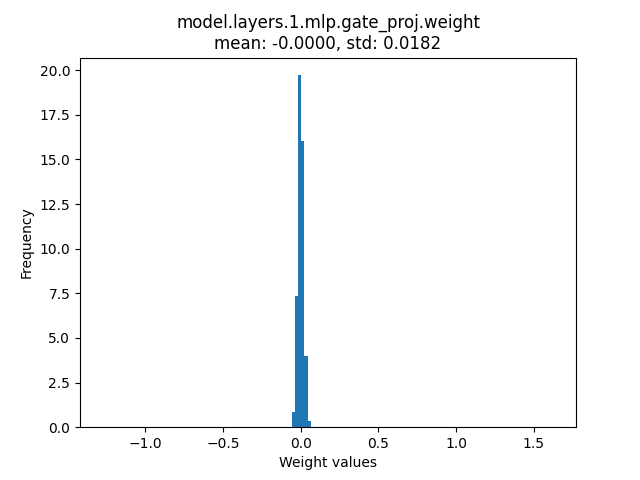 model.layers.1.mlp.gate_proj.weight
mean: -0.0000, std: 0.0182
20.0
17.5
15.0
12.5
10.0
7.5
5.0
2.5
0.0
Frequency
−1.0 −0.5 0.0 0.5 1.0 1.5
Weight values